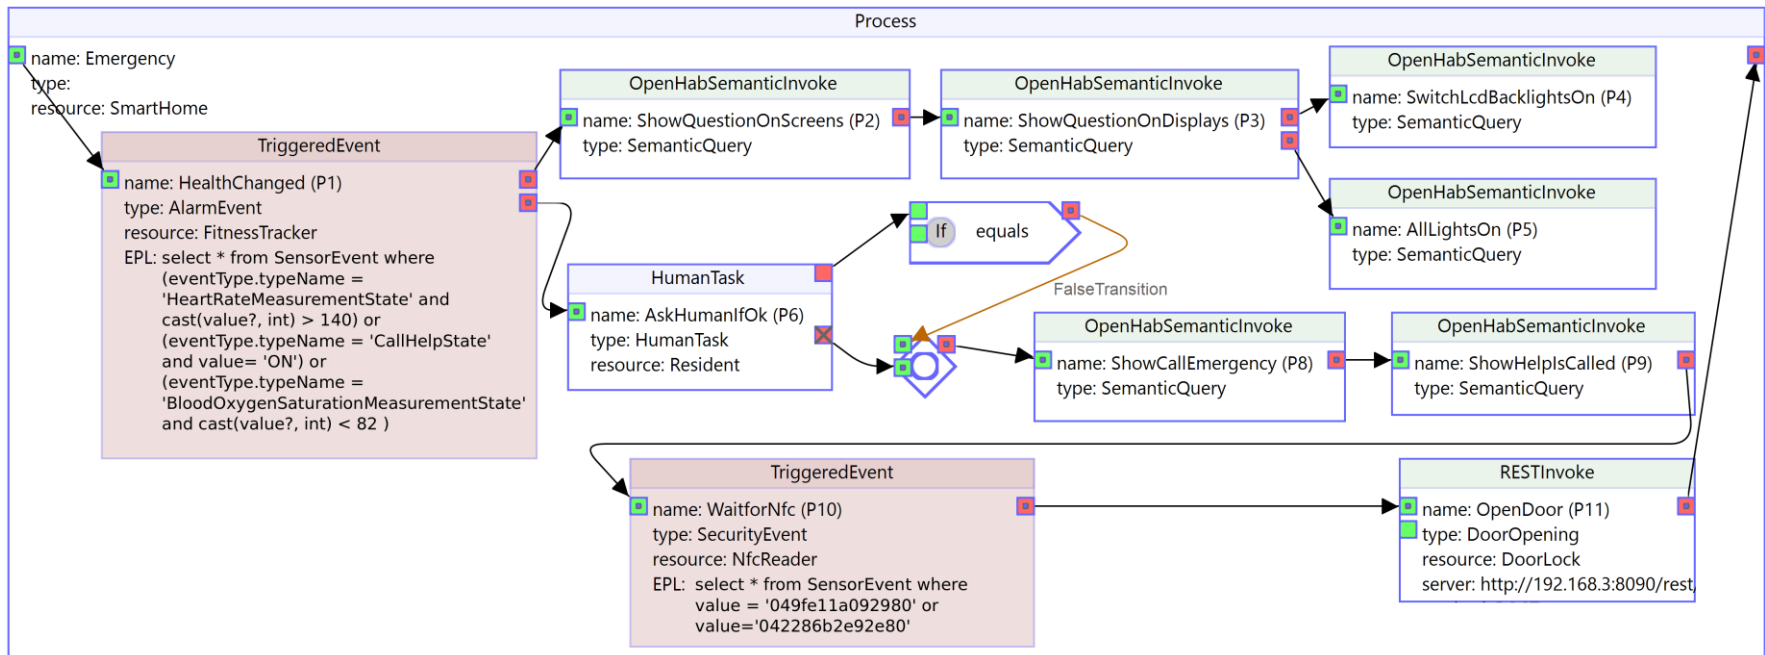 Process
name: Emergency
type:
resource: SmartHome
TriggeredEvent
name: HealthChanged (P1)
type: AlarmEvent
resource: FitnessTracker
EPL: select * from SensorEvent where
(eventType.typeName =
'HeartRateMeasurementState' and
cast(value?, int) > 140) or
(eventType.typeName = 'CallHelpState'
and value= 'ON') or
(eventType.typeName =
'BloodOxygenSaturationMeasurementState'
and cast(value?, int) < 82 )
OpenHabSemanticInvoke
name: ShowQuestionOnScreens (P2)
type: SemanticQuery
OpenHabSemanticInvoke
name: ShowQuestionOnDisplays (P3)
type: SemanticQuery
OpenHabSemanticInvoke
name: SwitchLcdBacklightsOn (P4)
type: SemanticQuery
OpenHabSemanticInvoke
name: AllLightsOn (P5)
type: SemanticQuery
If equals
FalseTransition
HumanTask
name: AskHumanIfOk (P6)
type: HumanTask
resource: Resident
OpenHabSemanticInvoke
name: ShowCallEmergency (P8)
type: SemanticQuery
OpenHabSemanticInvoke
name: ShowHelpIsCalled (P9)
type: SemanticQuery
TriggeredEvent
name: WaitforNfc (P10)
type: SecurityEvent
resource: NfcReader
EPL: select * from SensorEvent where
value = '049fe11a092980' or
value='042286b2e92e80'
RESTInvoke
name: OpenDoor (P11)
type: DoorOpening
resource: DoorLock
server: http://192.168.3:8090/rest/